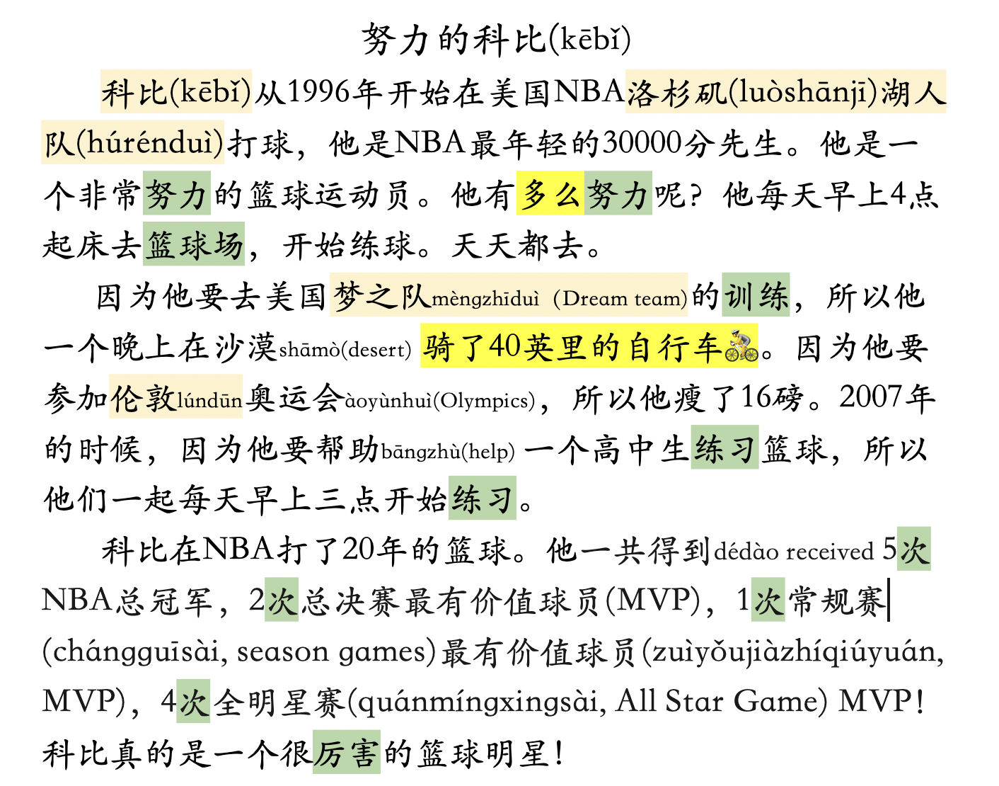 努力的科比(kēbǐ)
科比(kēbǐ)从1996年开始在美国NBA洛杉矶(luòshānjī)湖人
队(húrénduì)打球，他是NBA最年轻的30000分先生。他是一
个非常努力的篮球运动员。他有多么努力呢？他每天早上4点
起床去篮球场，开始练球。天天都去。
因为他要去美国梦之队mèngzhīduì（Dream team)的训练，所以他
一个晚上在沙漠shāmò(desert) 骑了40英里的自行车🚴。因为他要
参加伦敦lúndūn奥运会àoyùnhuì(Olympics)，所以他瘦了16磅。2007年
的时候，因为他要帮助bāngzhù(help) 一个高中生练习篮球，所以
他们一起每天早上三点开始练习。
科比在NBA打了20年的篮球。他一共得到dédào received 5次
NBA总冠军，2次总决赛最有价值球员(MVP)，1次常规赛
(chángguīsài, season games)最有价值球员(zuìyǒujiàzhíqiúyuán,
MVP)，4次全明星赛(quánmíngxingsài, All Star Game) MVP！
科比真的是一个很厉害的篮球明星！